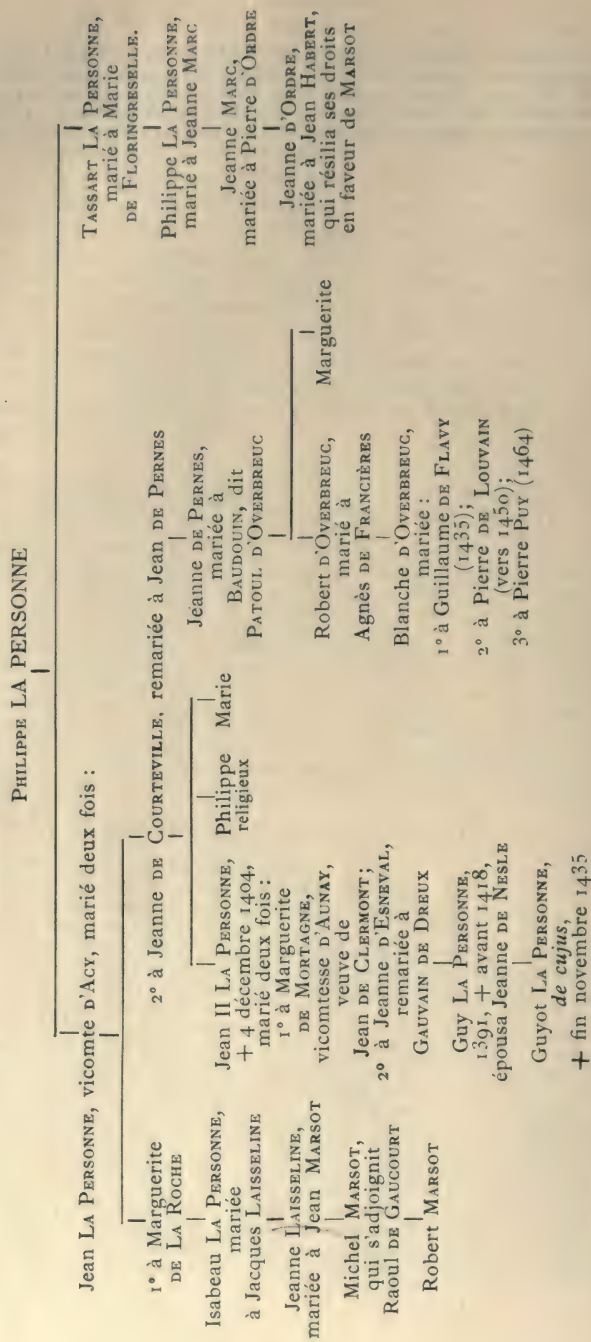 PHILIPPE LA PERSONNE
Jean LA PERSONNE, vicomte D'ACY, marié deux fois :
1º à Marguerite
DE LA ROCHE
Isabeau LA PERSONNE,
mariée
à Jacques LAISSELINE
Jeanne LAISSELINE,
mariée à Jean MARSOT
Michel MARSOT,
qui s'adjoignit
Raoul DE GAUCOURT
Robert MARSOT
2º à Jeanne DE COURTEVILLE, remariée à Jean DE PERNES
Jean II LA PERSONNE,
+ 4 décembre 1404,
marié deux fois :
1º à Marguerite
DE MORTAGNE,
vicomtesse D'AUNAY,
veuve de
Jean DE CLERMONT ;
2º à Jeanne D'ESNEVAL,
remariée à
GAUVAIN DE DREUX
Guy LA PERSONNE,
1391, + avant 1418,
épousa Jeanne DE NESLE
Guyot LA PERSONNE,
de cujus,
+ fin novembre 1435
Philippe
religieux
Marie
Jeanne DE PERNES,
mariée à
BAUDOUIN, dit
PATOUL D'OVERBREUC
Robert D'OVERBREUC,
marié à
Agnès DE FRANCIÈRES
Blanche D'OVERBREUC,
mariée :
1º à Guillaume DE FLAVY
(1435) ;
2º à Pierre DE LOUVAIN
(vers 1450) ;
3º à Pierre PUY (1464)
Marguerite
TASSART LA PERSONNE,
marié à Marie
DE FLORINGRESELLE.
Philippe LA PERSONNE,
marié à Jeanne MARC
Jeanne MARC,
mariée à Pierre D'ORDRE
Jeanne D'ORDRE,
mariée à Jean HABERT,
qui résilia ses droits
en faveur de MARSOT